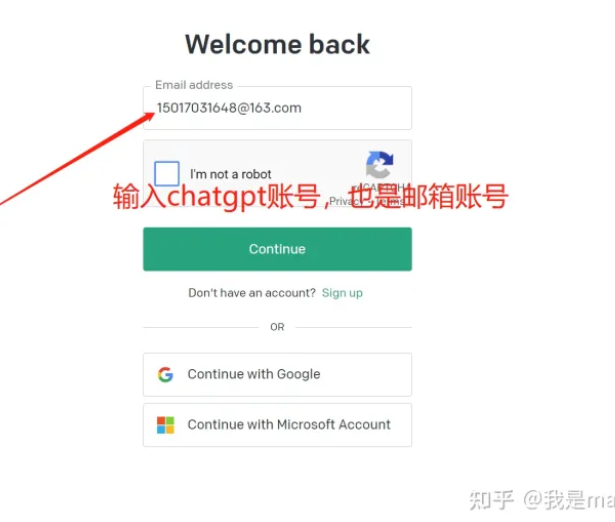 Welcome back
Email address
15017031648@163.com
I'm not a robot
reCAPTCHA
输入chatgpt账号，也是邮箱账号
Privacy - Terms
Continue
Don't have an account? Sign up
OR
Continue with Google
Continue with Microsoft Account
知乎 @我是ma